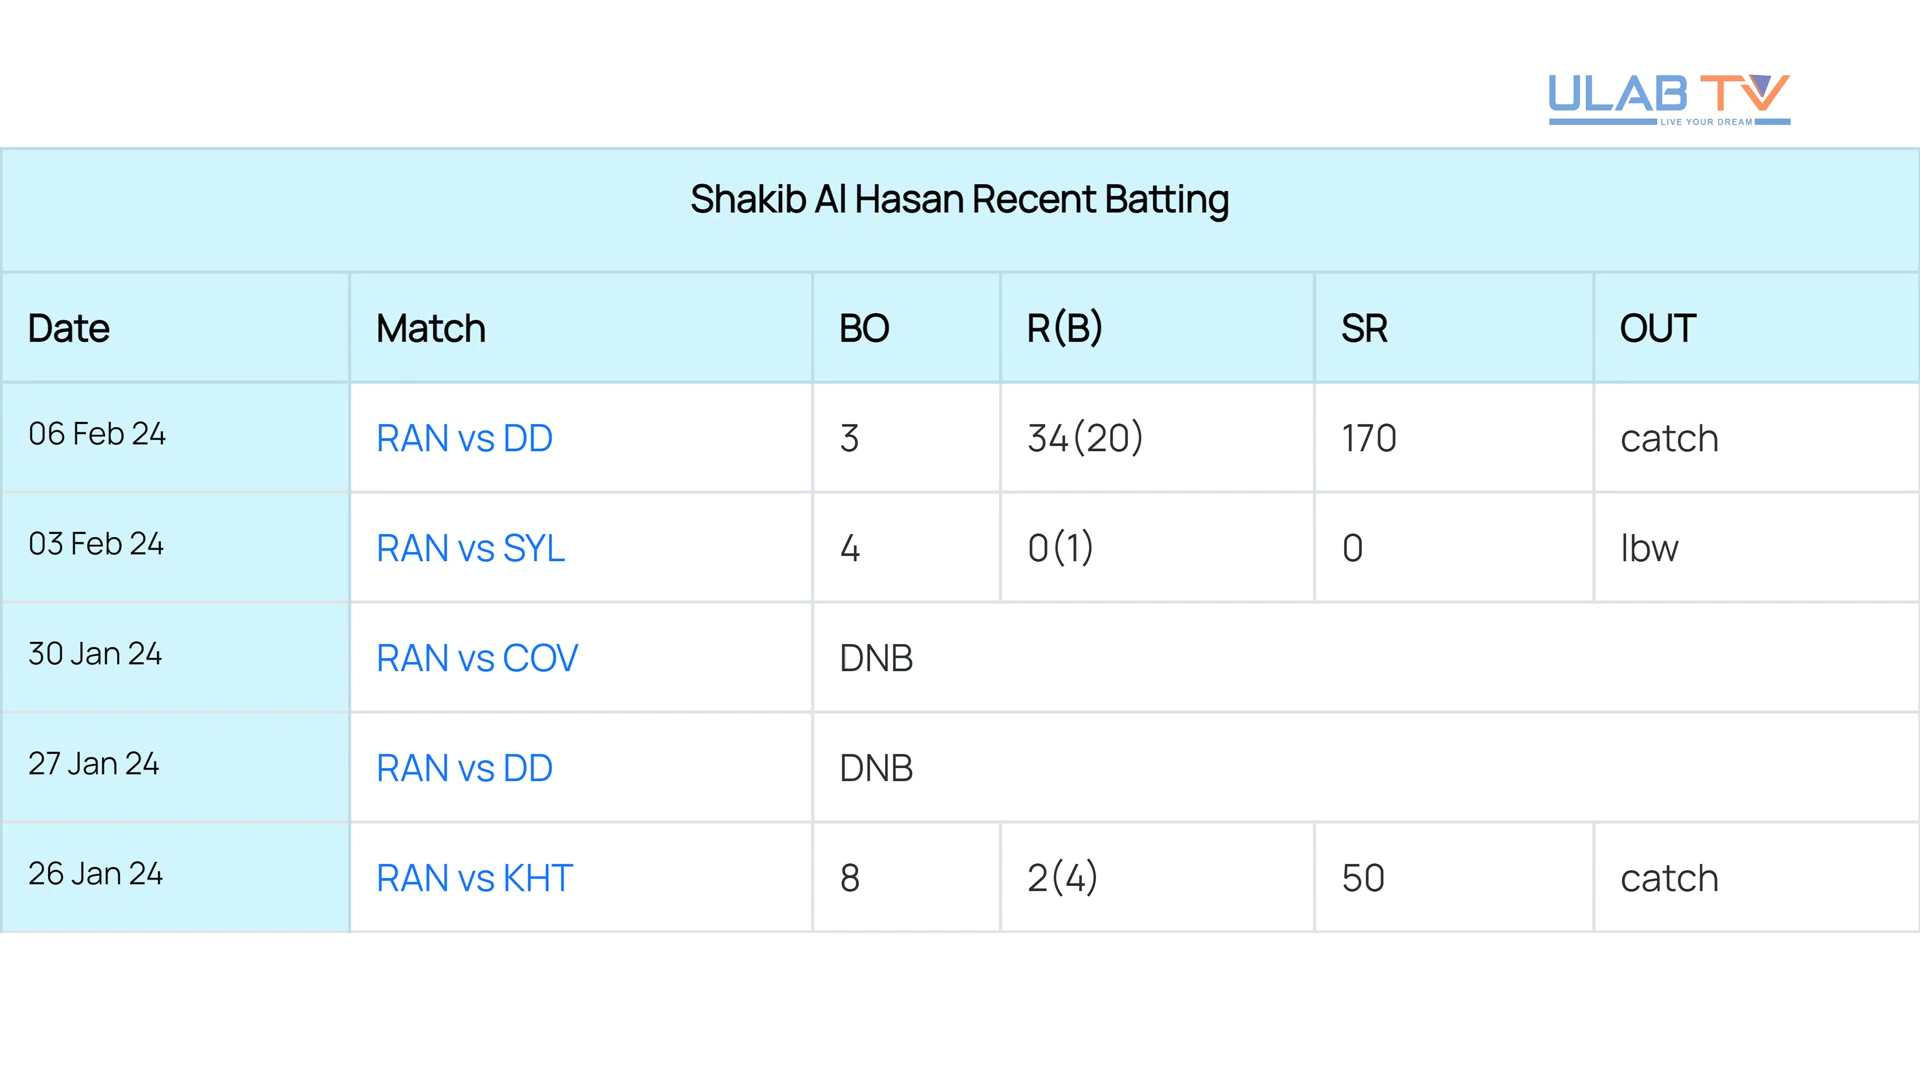 ULAB TV
LIVE YOUR DREAM
Shakib Al Hasan Recent Batting
Date Match BO R(B) SR OUT
06 Feb 24 RAN vs DD 3 34(20) 170 catch
03 Feb 24 RAN vs SYL 4 0(1) 0 lbw
30 Jan 24 RAN vs COV DNB
27 Jan 24 RAN vs DD DNB
26 Jan 24 RAN vs KHT 8 2(4) 50 catch